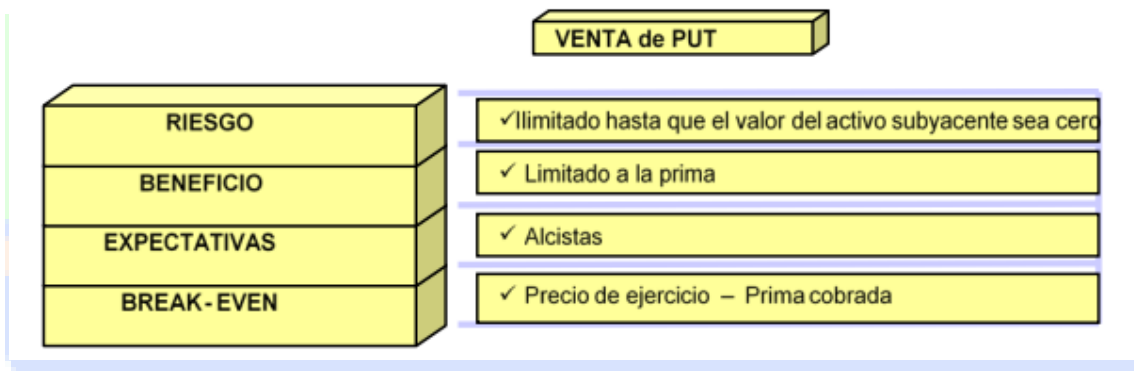 VENTA de PUT
RIESGO
✓Ilimitado hasta que el valor del activo subyacente sea cero
BENEFICIO
✓ Limitado a la prima
EXPECTATIVAS
✓ Alcistas
BREAK-EVEN
✓ Precio de ejercicio – Prima cobrada